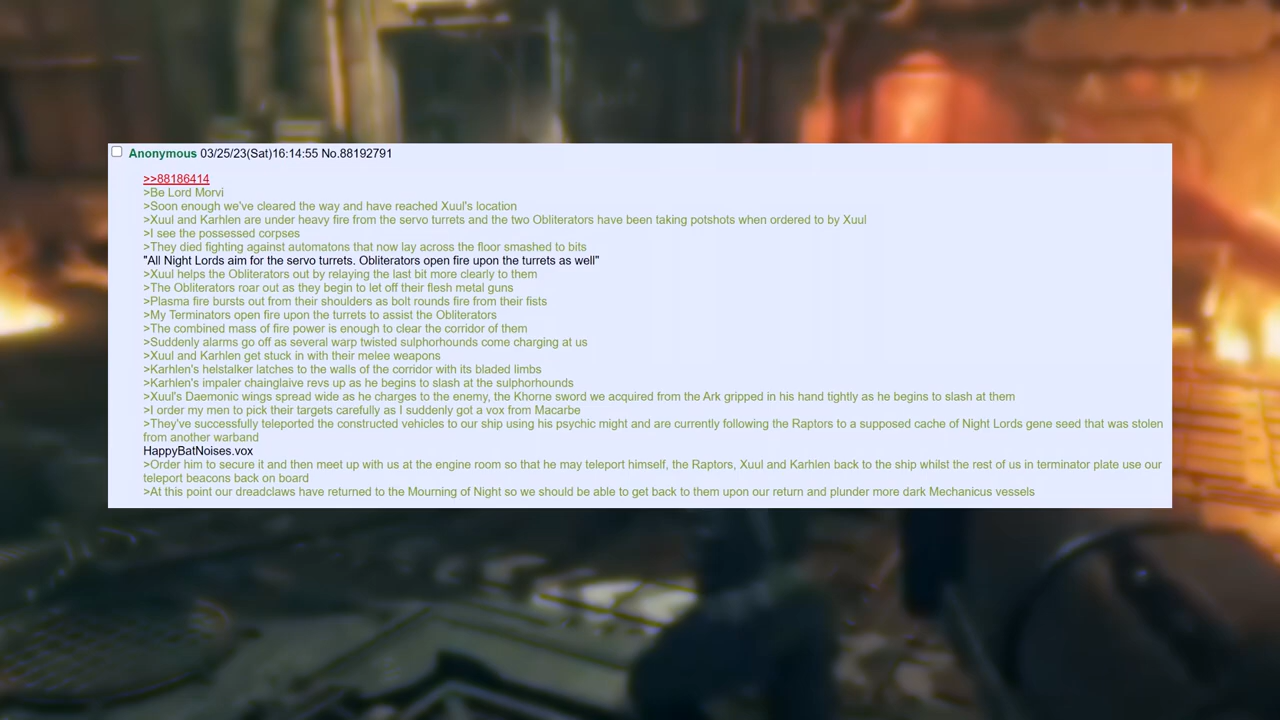 Anonymous 03/25/23(Sat)16:14:55 No.88192791
>>88186414
>Be Lord Morvi
>Soon enough we've cleared the way and have reached Xuul's location
>Xuul and Karhlen are under heavy fire from the servo turrets and the two Obliterators have been taking potshots when ordered to by Xuul
>I see the possessed corpses
>They died fighting against automatons that now lay across the floor smashed to bits
"All Night Lords aim for the servo turrets. Obliterators open fire upon the turrets as well"
>Xuul helps the Obliterators out by relaying the last bit more clearly to them
>The Obliterators roar out as they begin to let off their flesh metal guns
>Plasma fire bursts out from their shoulders as bolt rounds fire from their fists
>My Terminators open fire upon the turrets to assist the Obliterators
>The combined mass of fire power is enough to clear the corridor of them
>Suddenly alarms go off as several warp twisted sulphorhounds come charging at us
>Xuul and Karhlen get stuck in with their melee weapons
>Karhlen's helstalker latches to the walls of the corridor with its bladed limbs
>Karhlen's impaler chainglaive revs up as he begins to slash at the sulphorhounds
>Xuul's Daemonic wings spread wide as he charges to the enemy, the Khorne sword we acquired from the Ark gripped in his hand tightly as he begins to slash at them
>I order my men to pick their targets carefully as I suddenly got a vox from Macarbe
>They've successfully teleported the constructed vehicles to our ship using his psychic might and are currently following the Raptors to a supposed cache of Night Lords gene seed that was stolen
from another warband
HappyBatNoises.vox
>Order him to secure it and then meet up with us at the engine room so that he may teleport himself, the Raptors, Xuul and Karhlen back to the ship whilst the rest of us in terminator plate use our
teleport beacons back on board
>At this point our dreadclaws have returned to the Mourning of Night so we should be able to get back to them upon our return and plunder more dark Mechanicus vessels